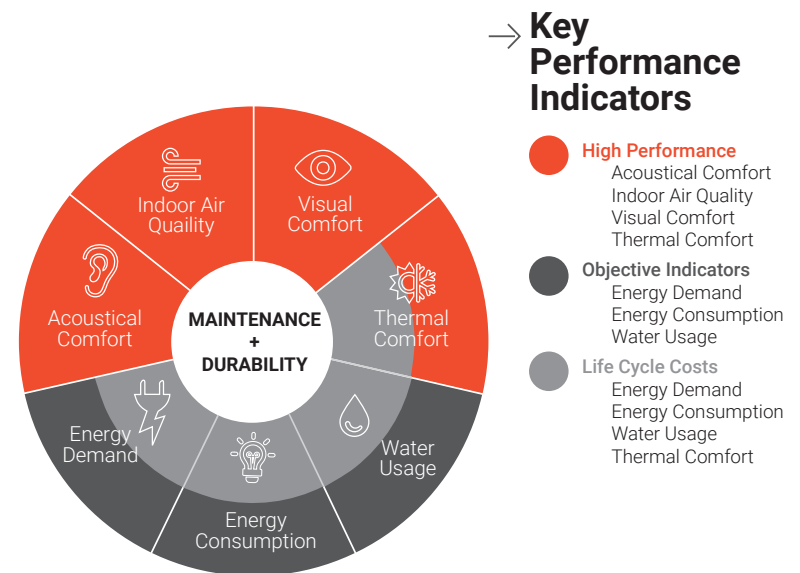 Key
Performance
Indicators
High Performance
Acoustical Comfort
Indoor Air Quality
Visual Comfort
Thermal Comfort
Objective Indicators
Energy Demand
Energy Consumption
Water Usage
Life Cycle Costs
Energy Demand
Energy Consumption
Water Usage
Thermal Comfort
Indoor Air
Quaility
Visual
Comfort
Acoustical
Comfort
Thermal
Comfort
MAINTENANCE
+
DURABILITY
Energy
Demand
Water
Usage
Energy
Consumption